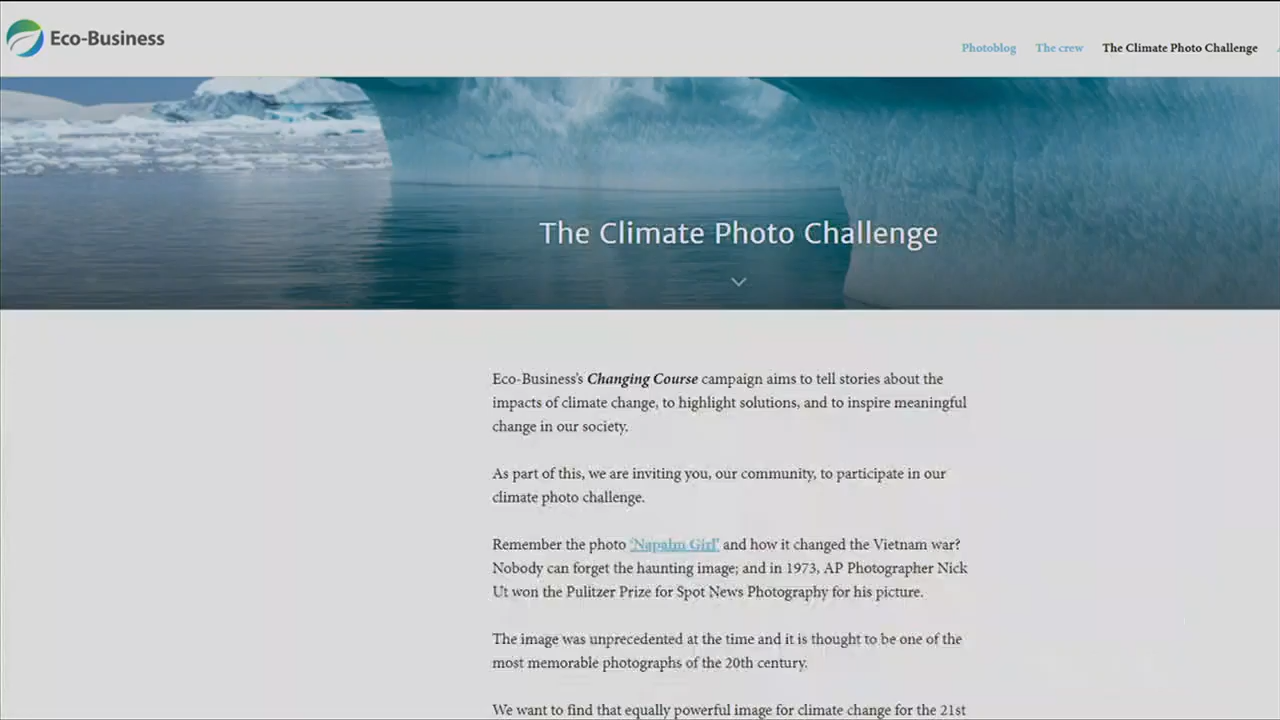 Eco-Business
Photoblog The crew The Climate Photo Challenge
The Climate Photo Challenge
Eco-Business's Changing Course campaign aims to tell stories about the
impacts of climate change, to highlight solutions, and to inspire meaningful
change in our society.
As part of this, we are inviting you, our community, to participate in our
climate photo challenge.
Remember the photo 'Napalm Girl' and how it changed the Vietnam war?
Nobody can forget the haunting image; and in 1973, AP Photographer Nick
Ut won the Pulitzer Prize for Spot News Photography for his picture.
The image was unprecedented at the time and it is thought to be one of the
most memorable photographs of the 20th century.
We want to find that equally powerful image for climate change for the 21st